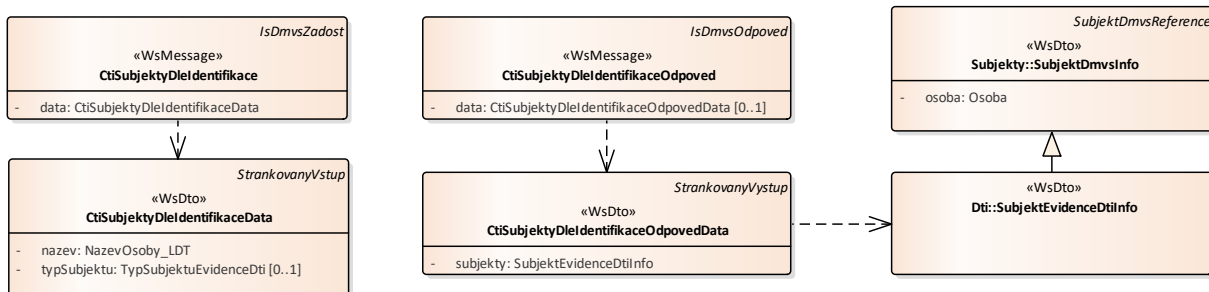 IsDmvsZadost
«WsMessage»
CtiSubjektyDleIdentifikace
- data: CtiSubjektyDleIdentifikaceData
StrankovanyVstup
«WsDto»
CtiSubjektyDleIdentifikaceData
- nazev: NazevOsoby_LDT
- typSubjektu: TypSubjektuEvidenceDti [0..1]
IsDmvsOdpoved
«WsMessage»
CtiSubjektyDleIdentifikaceOdpoved
- data: CtiSubjektyDleIdentifikaceOdpovedData [0..1]
StrankovanyVystup
«WsDto»
CtiSubjektyDleIdentifikaceOdpovedData
- subjekty: SubjektEvidenceDtiInfo
SubjektDmvsReference
«WsDto»
Subjekty::SubjektDmvsInfo
- osoba: Osoba
«WsDto»
Dti::SubjektEvidenceDtiInfo